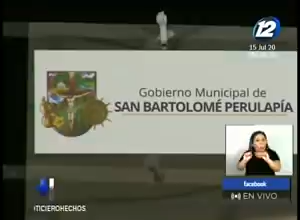 12
15 Jul 20
Gobierno Municipal de
SAN BARTOLOMÉ PERULAPÍA
facebook
EN VIVO
#TICIEROHECHOS